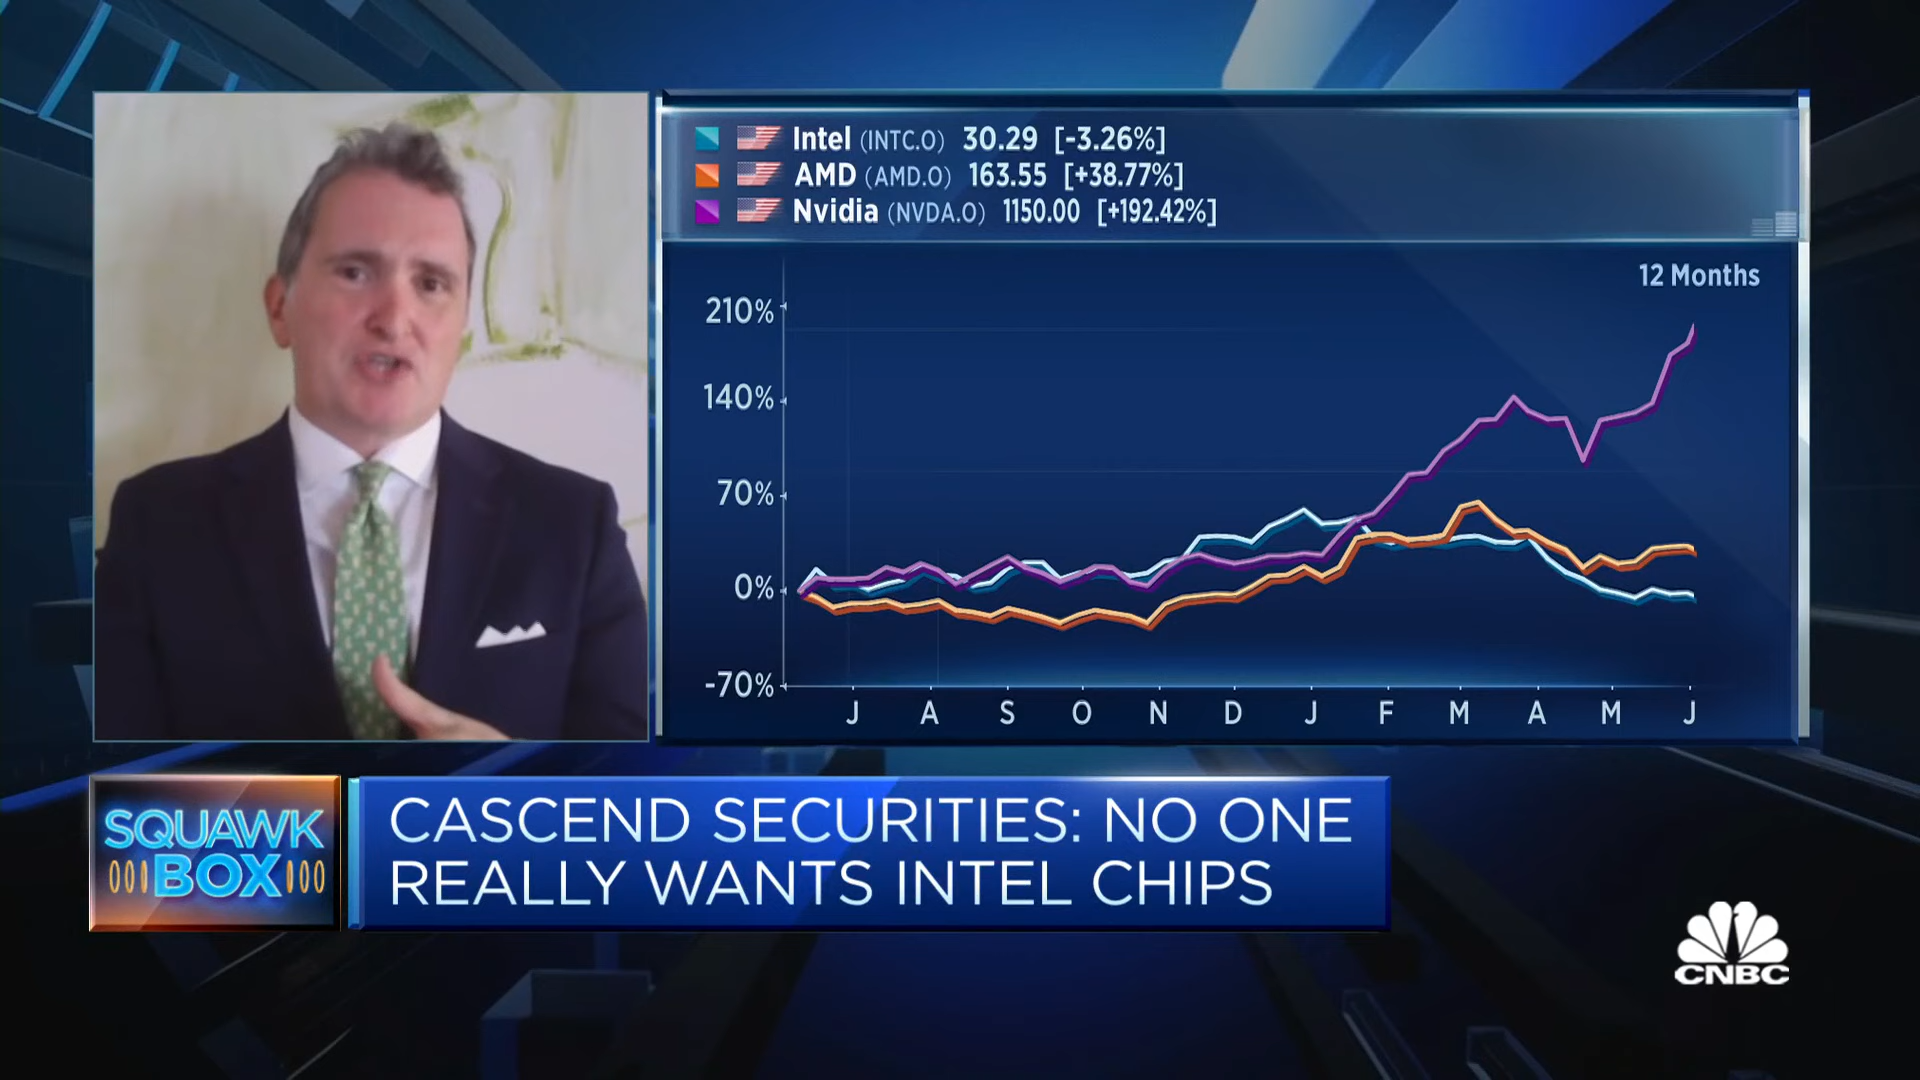 Intel (INTC.O) 30.29 [-3.26%]
AMD (AMD.O) 163.55 [+38.77%]
Nvidia (NVDA.O) 1150.00 [+192.42%]
12 Months
210%
140%
70%
0%
-70%
J A S O N D J F M A M J
SQUAWK
BOX
CASCEND SECURITIES: NO ONE
REALLY WANTS INTEL CHIPS
CNBC